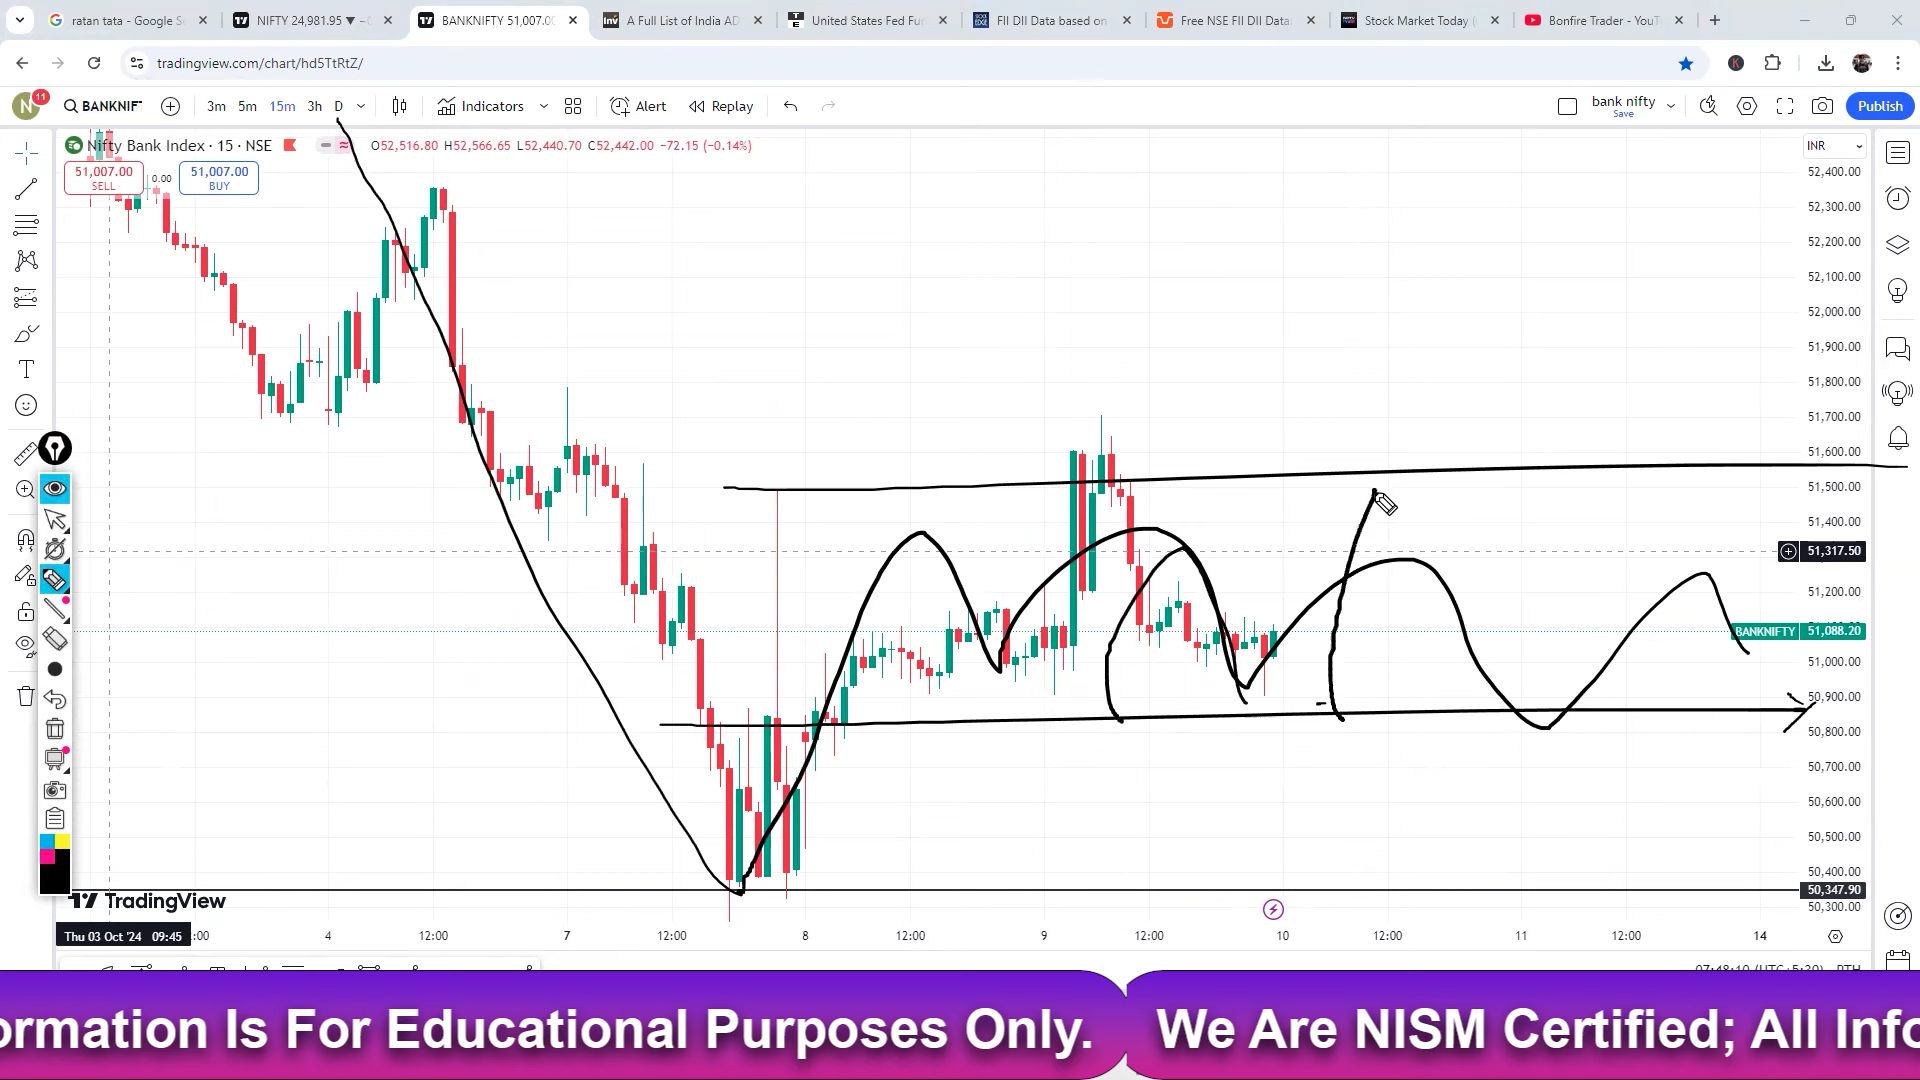 ratan tata - Google Se
NIFTY 24,981.95 ▼ −
BANKNIFTY 51,007.0
A Full List of India AD
United States Fed Fun
FII DII Data based on
Free NSE FII DII Data
Stock Market Today (
Bonfire Trader - YouT
tradingview.com/chart/hd5TtRtZ/
N
11
BANKNIF
3m 5m 15m 3h D
Indicators
Alert
Replay
bank nifty
Save
Publish
Nifty Bank Index · 15 · NSE
O52,516.80 H52,566.65 L52,440.70 C52,442.00 −72.15 (−0.14%)
51,007.00
SELL
0.00
51,007.00
BUY
INR
52,400.00
52,300.00
52,200.00
52,100.00
52,000.00
51,900.00
51,800.00
51,700.00
51,600.00
51,500.00
51,400.00
51,317.50
51,200.00
BANKNIFTY 51,088.20
51,000.00
50,900.00
50,800.00
50,700.00
50,600.00
50,500.00
50,400.00
50,347.90
50,300.00
TradingView
Thu 03 Oct '24 09:45
:00 4 12:00 7 12:00 8 12:00 9 12:00 10 12:00 11 12:00 14
ormation Is For Educational Purposes Only.
We Are NISM Certified; All Info